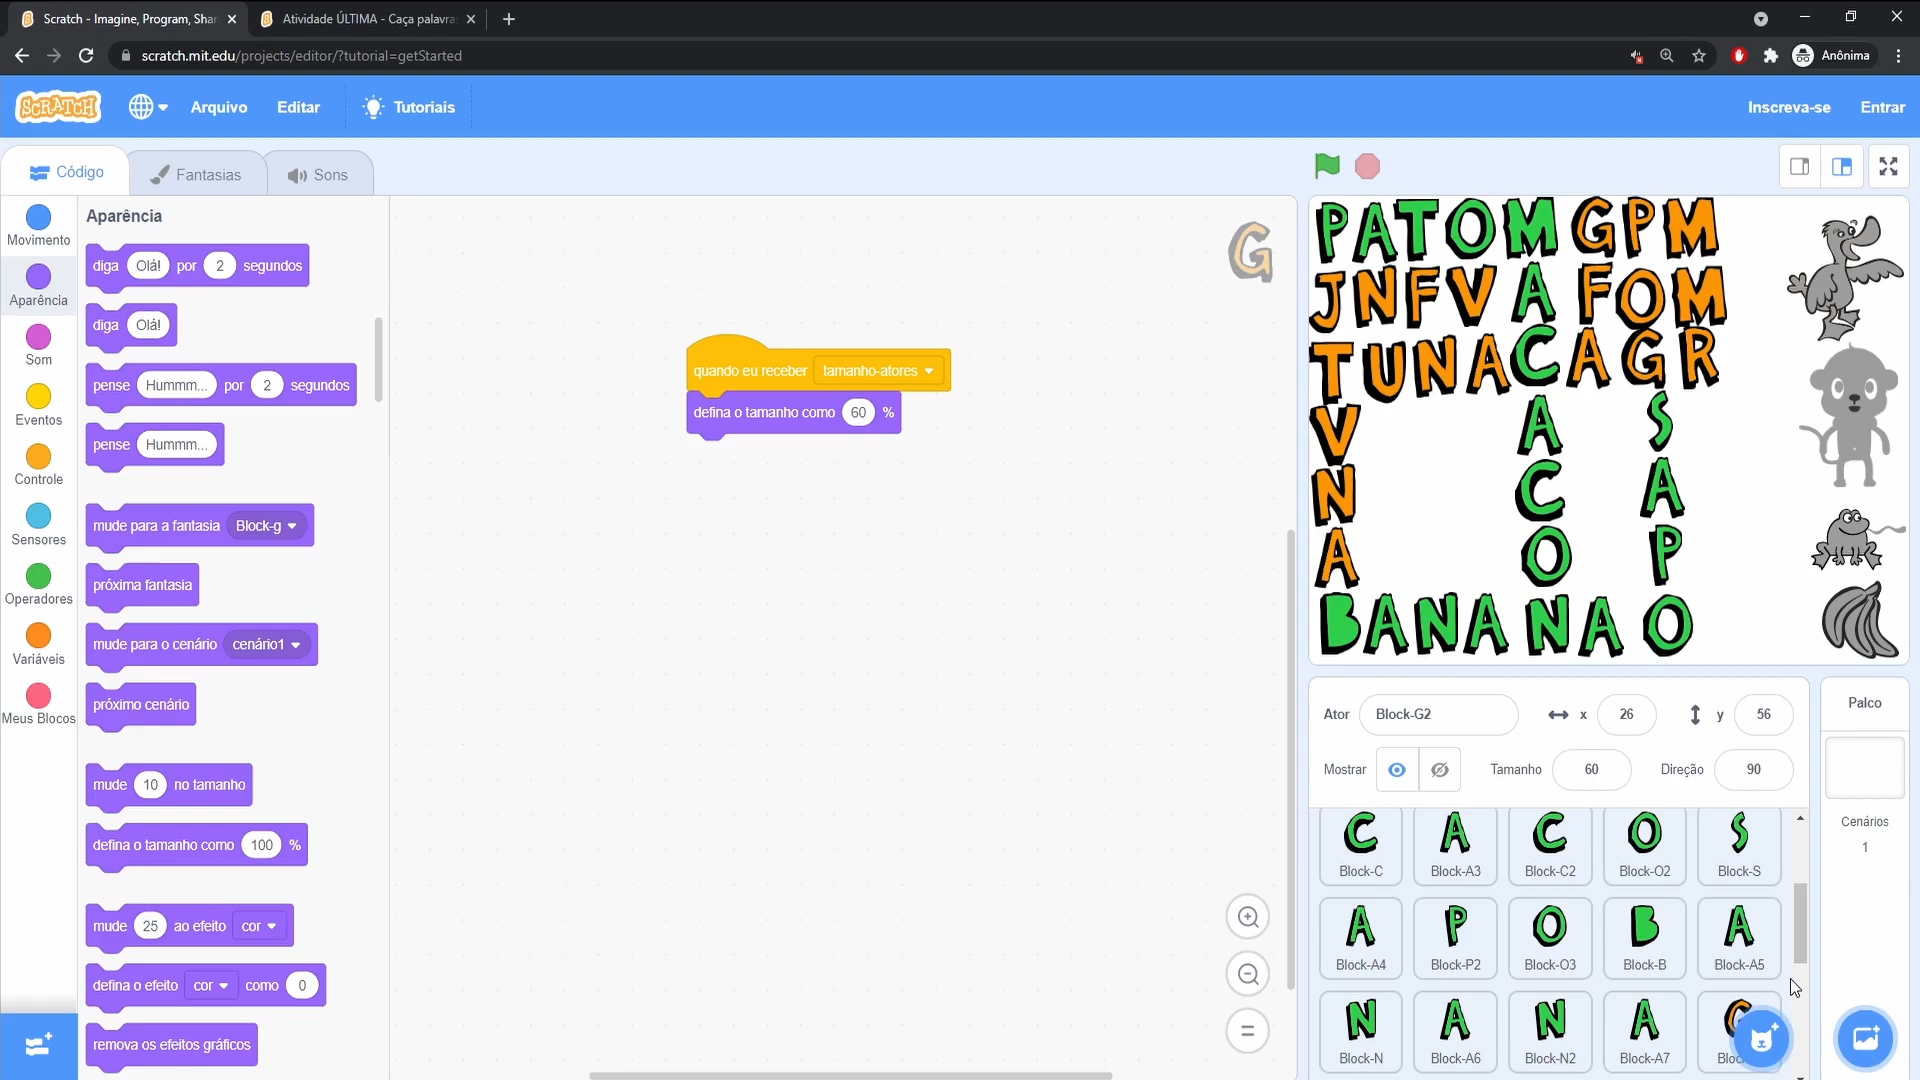 Scratch - Imagine, Program, Shar
Atividade ÚLTIMA - Caça palavra
scratch.mit.edu/projects/editor/?tutorial=getStarted
Anônima
SCRATCH
Arquivo
Editar
Tutoriais
Inscreva-se
Entrar
Código
Fantasias
Sons
Movimento
Aparência
Som
Eventos
Controle
Sensores
Operadores
Variáveis
Meus Blocos
Aparência
diga Olá! por 2 segundos
diga Olá!
pense Hummm... por 2 segundos
pense Hummm...
mude para a fantasia Block-g
próxima fantasia
mude para o cenário cenário1
próximo cenário
mude 10 no tamanho
defina o tamanho como 100 %
mude 25 ao efeito cor
defina o efeito cor como 0
remova os efeitos gráficos
quando eu receber tamanho-atores
defina o tamanho como 60 %
G
PATOMGPM
JNFVAFOM
TUNACAGR
V A S
N C A
A O P
BANANAO
Ator Block-G2 x 26 y 56
Mostrar Tamanho 60 Direção 90
C A C O S
Block-C Block-A3 Block-C2 Block-O2 Block-S
A P O B A
Block-A4 Block-P2 Block-O3 Block-B Block-A5
N A N A
Block-N Block-A6 Block-N2 Block-A7
Palco
Cenários
1